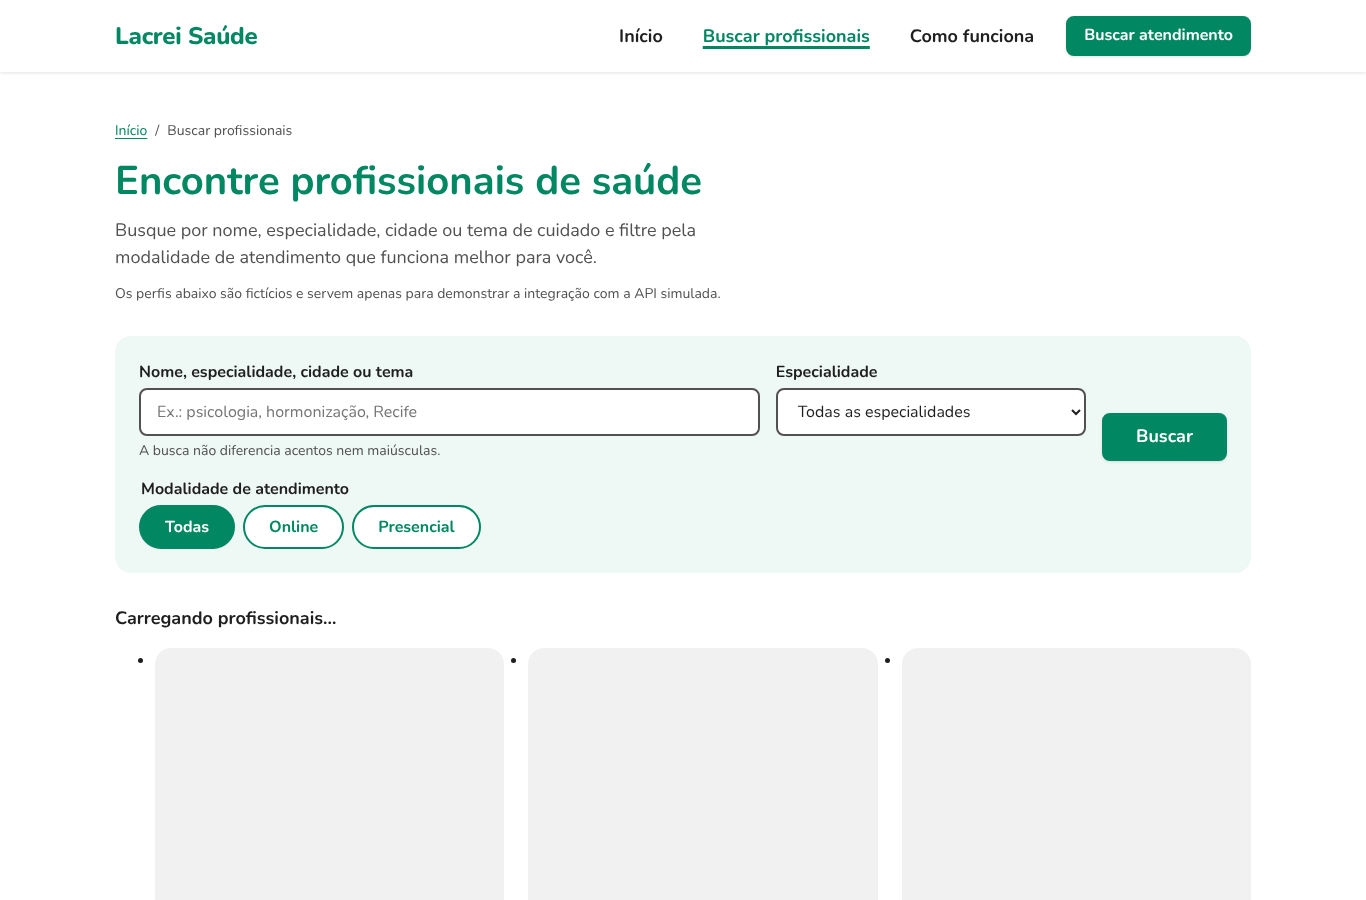 Lacrei Saúde
Início
Buscar profissionais
Como funciona
Buscar atendimento
Início / Buscar profissionais
Encontre profissionais de saúde
Busque por nome, especialidade, cidade ou tema de cuidado e filtre pela
modalidade de atendimento que funciona melhor para você.
Os perfis abaixo são fictícios e servem apenas para demonstrar a integração com a API simulada.
Nome, especialidade, cidade ou tema
Ex.: psicologia, hormonização, Recife
A busca não diferencia acentos nem maiúsculas.
Especialidade
Todas as especialidades
Buscar
Modalidade de atendimento
Todas
Online
Presencial
Carregando profissionais...